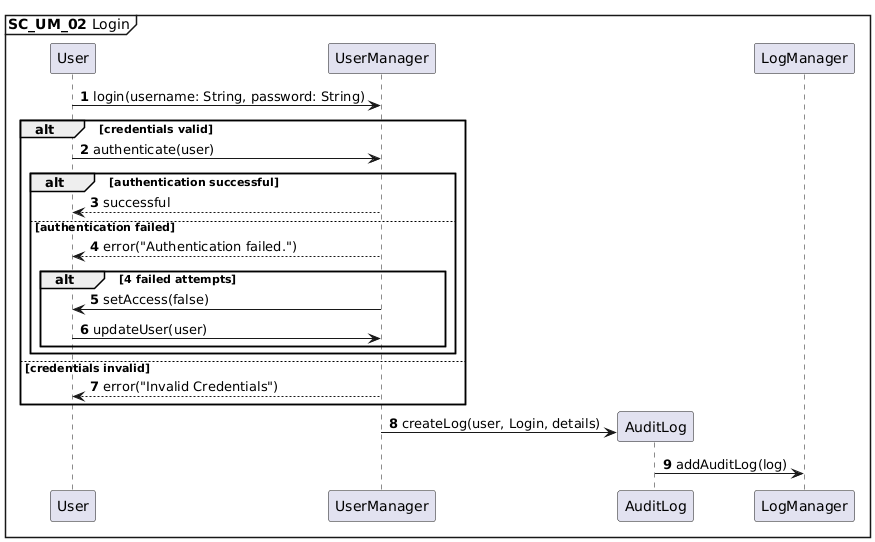 SC_UM_02 Login
User UserManager LogManager
1 login(username: String, password: String)
alt [credentials valid]
2 authenticate(user)
alt [authentication successful]
3 successful
[authentication failed]
4 error("Authentication failed.")
alt [4 failed attempts]
5 setAccess(false)
6 updateUser(user)
[credentials invalid]
7 error("Invalid Credentials")
8 createLog(user, Login, details) AuditLog
9 addAuditLog(log)
User UserManager AuditLog LogManager